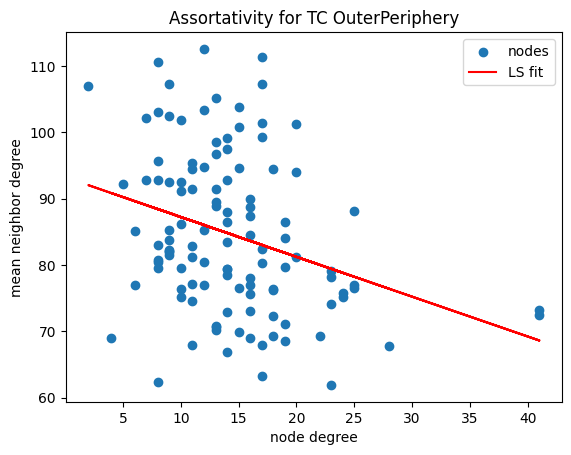 Assortativity for TC OuterPeriphery
nodes
LS fit
mean neighbor degree
110
100
90
80
70
60
5 10 15 20 25 30 35 40
node degree